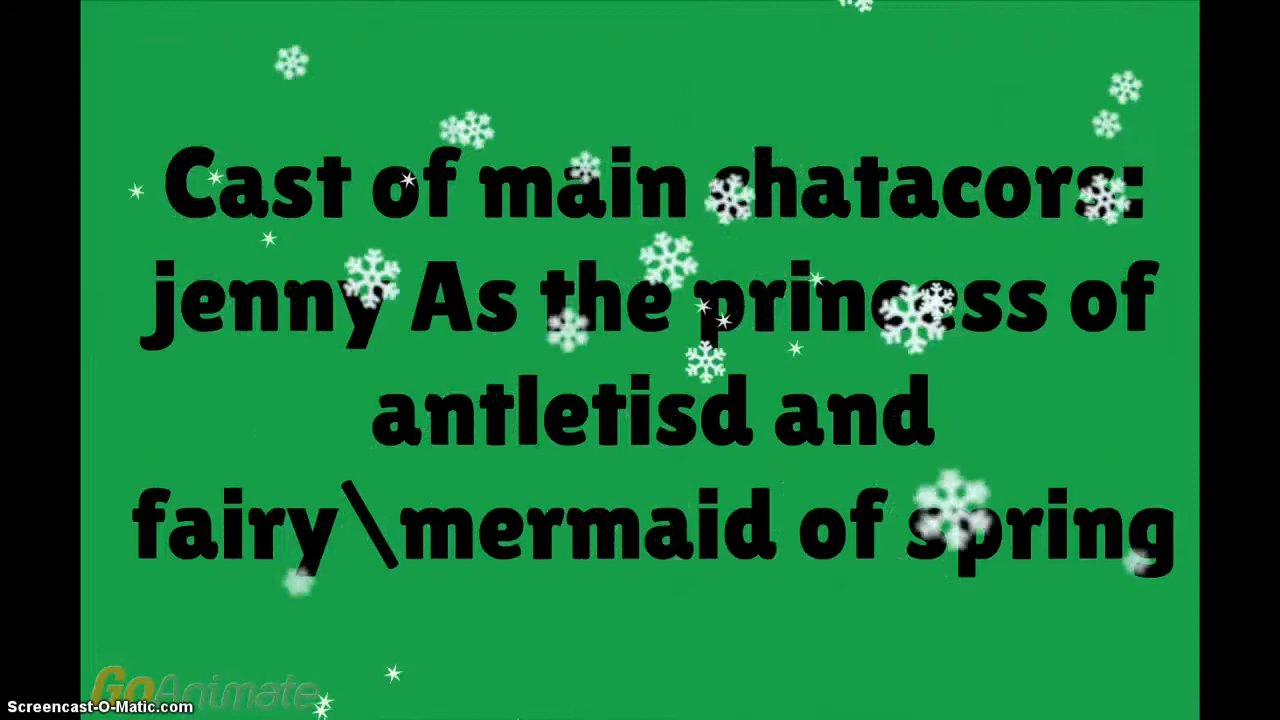 Cast of main chatacors:
jenny As the princess of
antletisd and
fairy\mermaid of spring
GoAnimate
Screencast-O-Matic.com